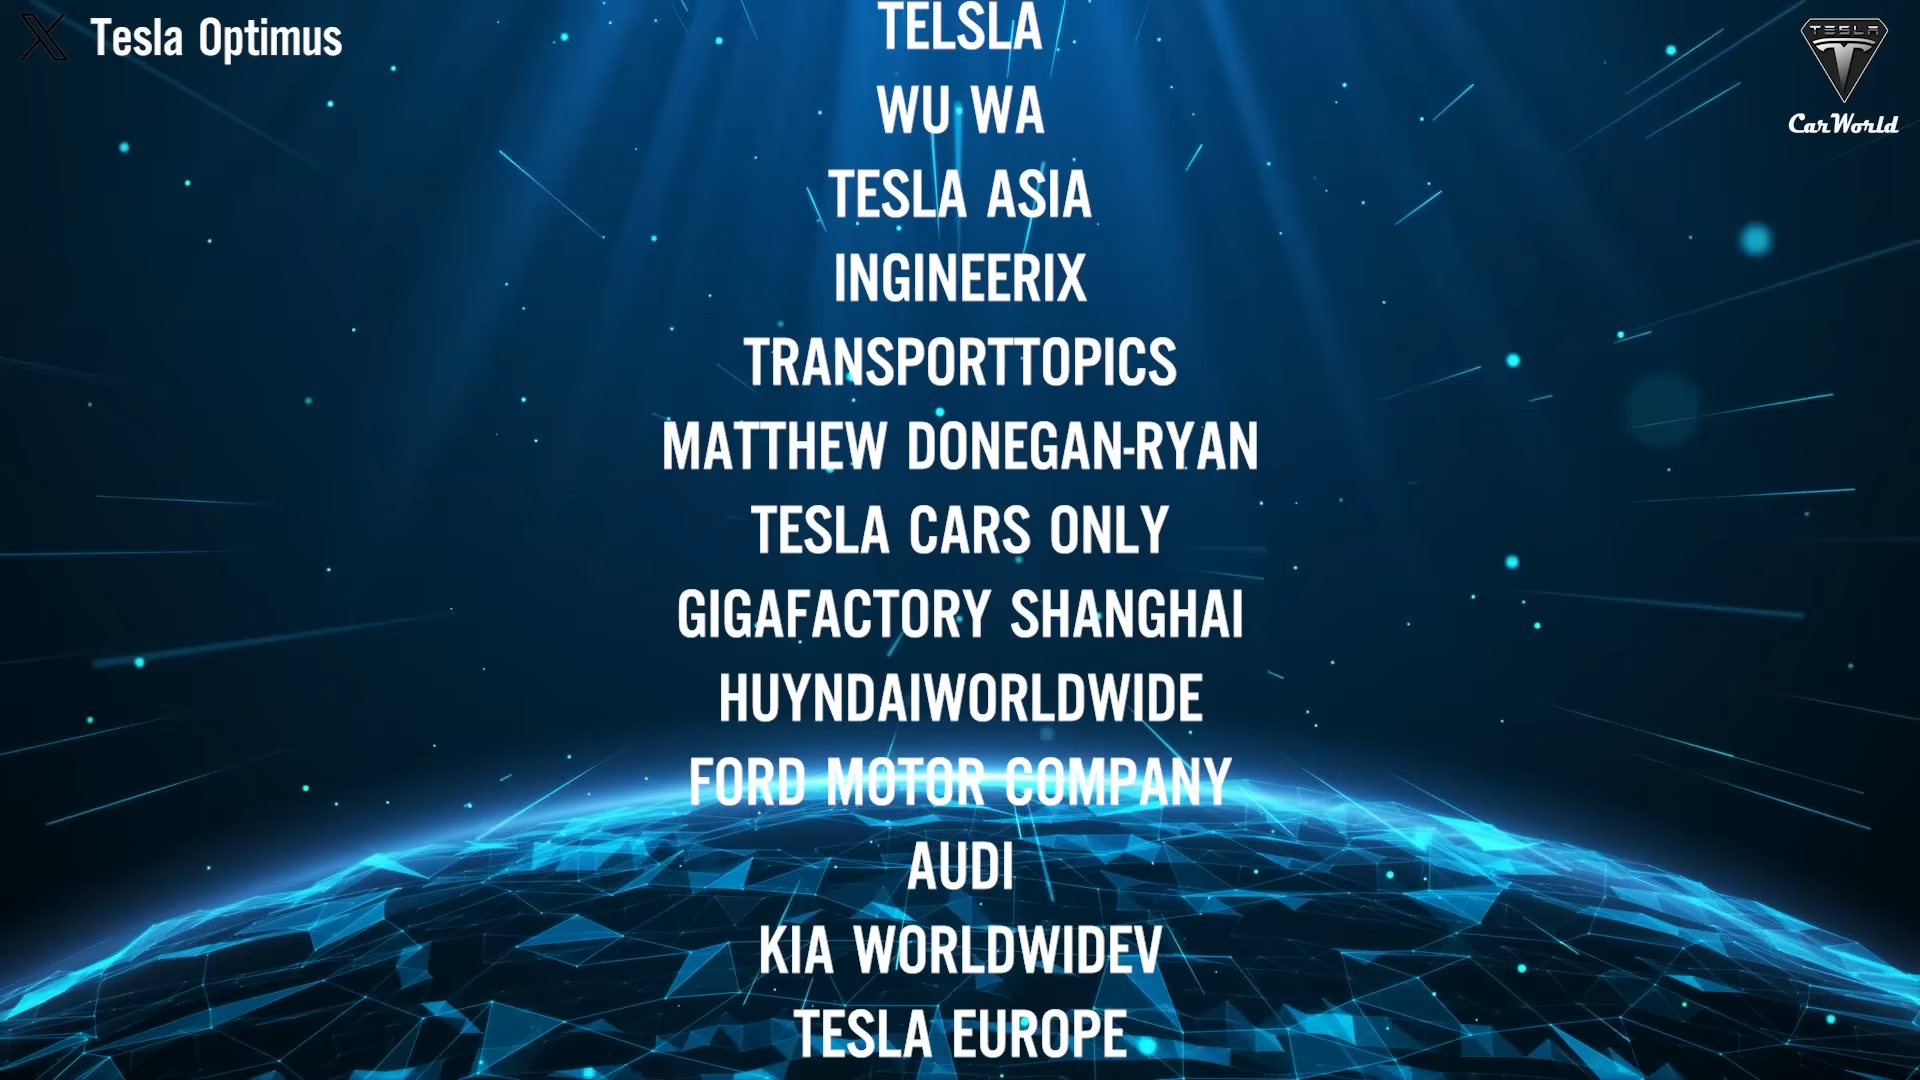 Tesla Optimus
TESLA
CarWorld
TELSLA
WU WA
TESLA ASIA
INGINEERIX
TRANSPORTTOPICS
MATTHEW DONEGAN-RYAN
TESLA CARS ONLY
GIGAFACTORY SHANGHAI
HUYNDAIWORLDWIDE
FORD MOTOR COMPANY
AUDI
KIA WORLDWIDEV
TESLA EUROPE